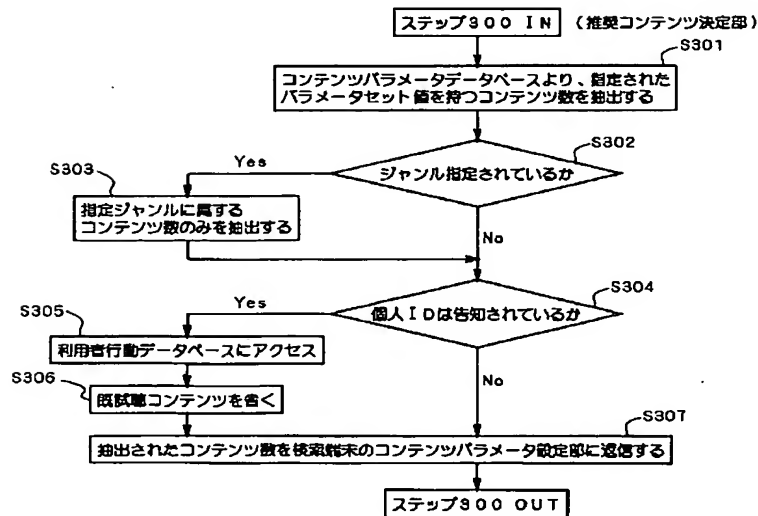 ステップ300 IN (推奨コンテンツ決定部)
S301
コンテンツパラメータデータベースより、指定された
パラメータセット値を持つコンテンツ数を抽出する
S302
ジャンル指定されているか
Yes
S303
指定ジャンルに属する
コンテンツ数のみを抽出する
No
S304
個人IDは告知されているか
Yes
S305
利用者行動データベースにアクセス
S306
既試聴コンテンツを省く
No
S307
抽出されたコンテンツ数を検索端末のコンテンツパラメータ設定部に返信する
ステップ300 OUT